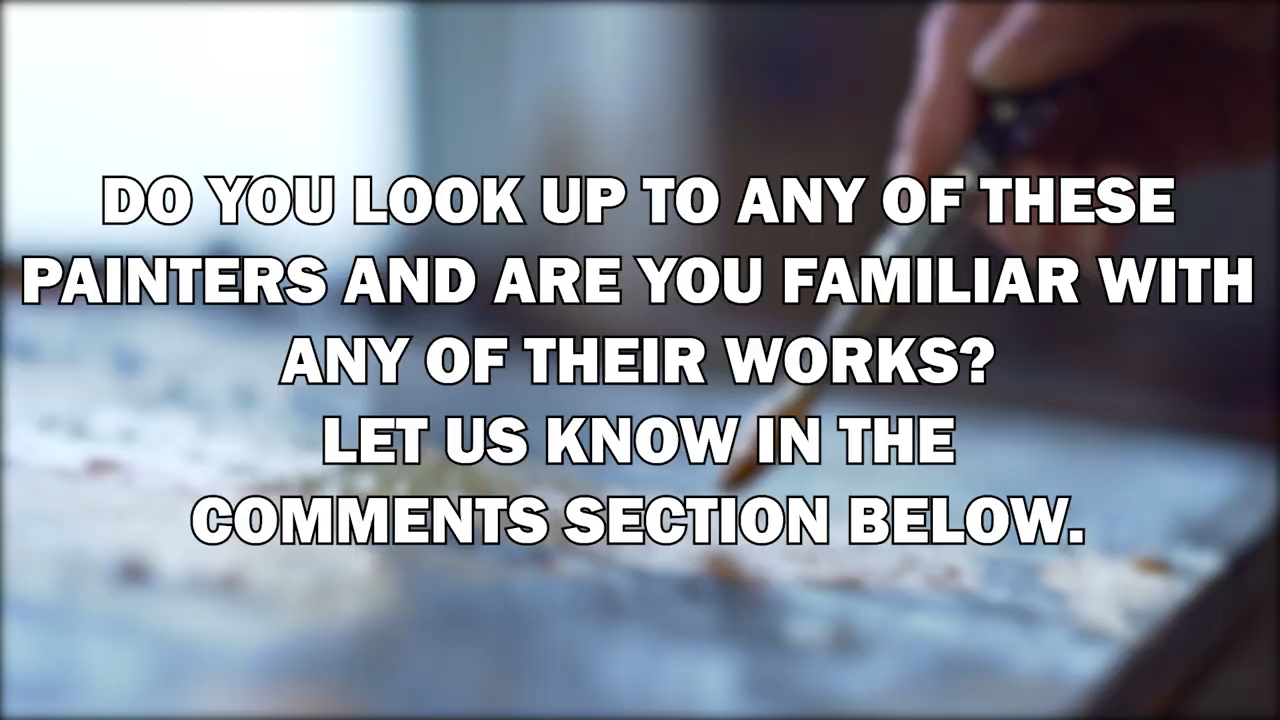 DO YOU LOOK UP TO ANY OF THESE
PAINTERS AND ARE YOU FAMILIAR WITH
ANY OF THEIR WORKS?
LET US KNOW IN THE
COMMENTS SECTION BELOW.